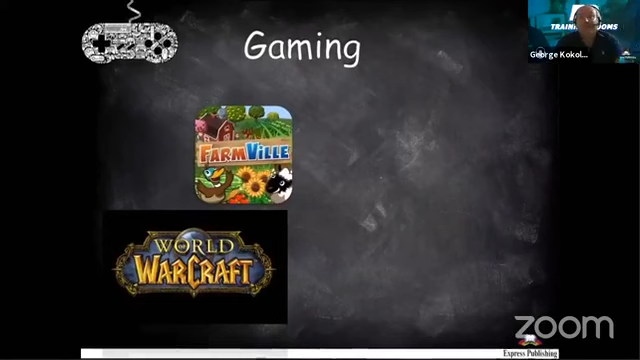 Gaming
TRAIN
George Kokol...
FARMVILLE
WORLD
WARCRAFT
zoom
Express Publishing